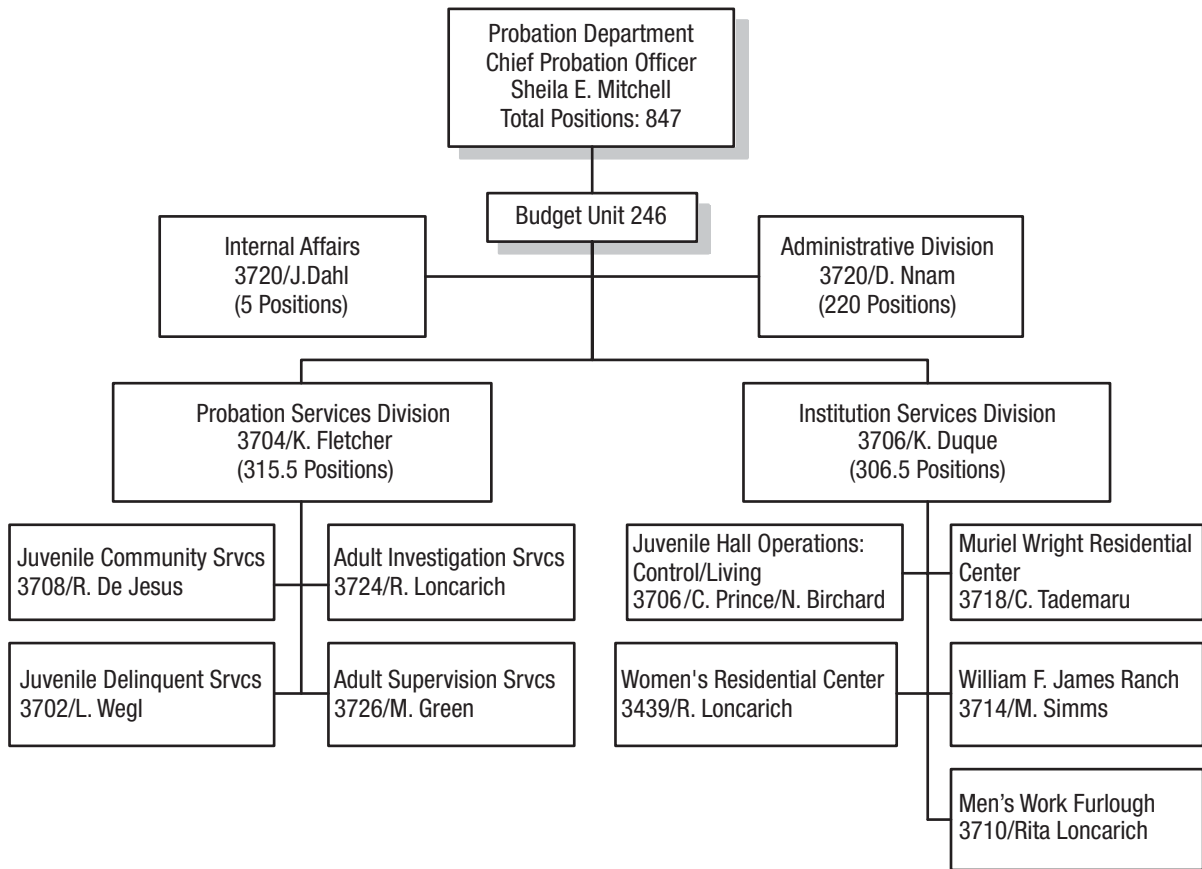 Probation Department
Chief Probation Officer
Sheila E. Mitchell
Total Positions: 847
Budget Unit 246
Internal Affairs
3720/J.Dahl
(5 Positions)
Administrative Division
3720/D. Nnam
(220 Positions)
Probation Services Division
3704/K. Fletcher
(315.5 Positions)
Institution Services Division
3706/K. Duque
(306.5 Positions)
Juvenile Community Srvcs
3708/R. De Jesus
Adult Investigation Srvcs
3724/R. Loncarich
Juvenile Delinquent Srvcs
3702/L. Wegl
Adult Supervision Srvcs
3726/M. Green
Juvenile Hall Operations:
Control/Living
3706/C. Prince/N. Birchard
Muriel Wright Residential
Center
3718/C. Tademaru
Women's Residential Center
3439/R. Loncarich
William F. James Ranch
3714/M. Simms
Men’s Work Furlough
3710/Rita Loncarich